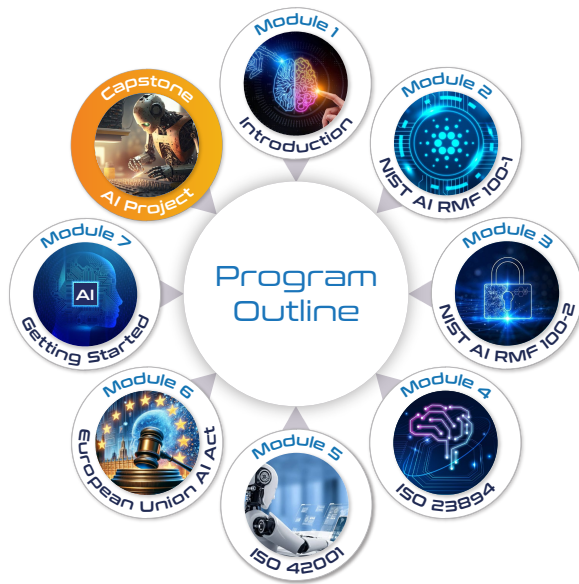 Program
Outline
Module 1
Introduction
Module 2
NIST AI RMF 100-1
Module 3
NIST AI RMF 100-2
Module 4
ISO 23894
Module 5
ISO 42001
Module 6
European Union AI Act
Module 7
AI
Getting Started
Capstone
AI Project